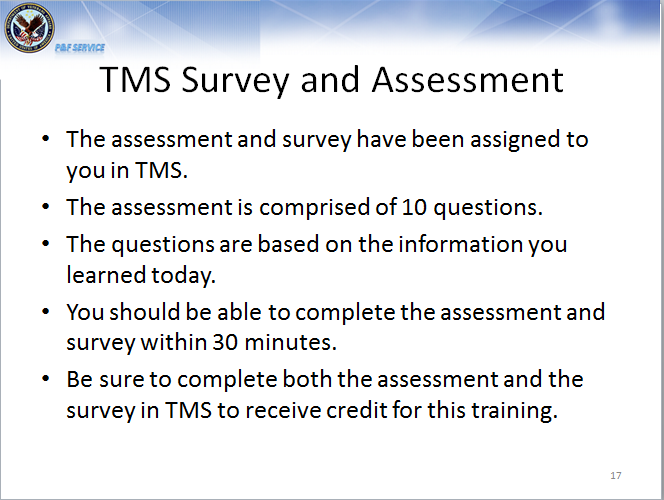 P&F SERVICE
TMS Survey and Assessment
• The assessment and survey have been assigned to
you in TMS.
• The assessment is comprised of 10 questions.
• The questions are based on the information you
learned today.
• You should be able to complete the assessment and
survey within 30 minutes.
• Be sure to complete both the assessment and the
survey in TMS to receive credit for this training.
17